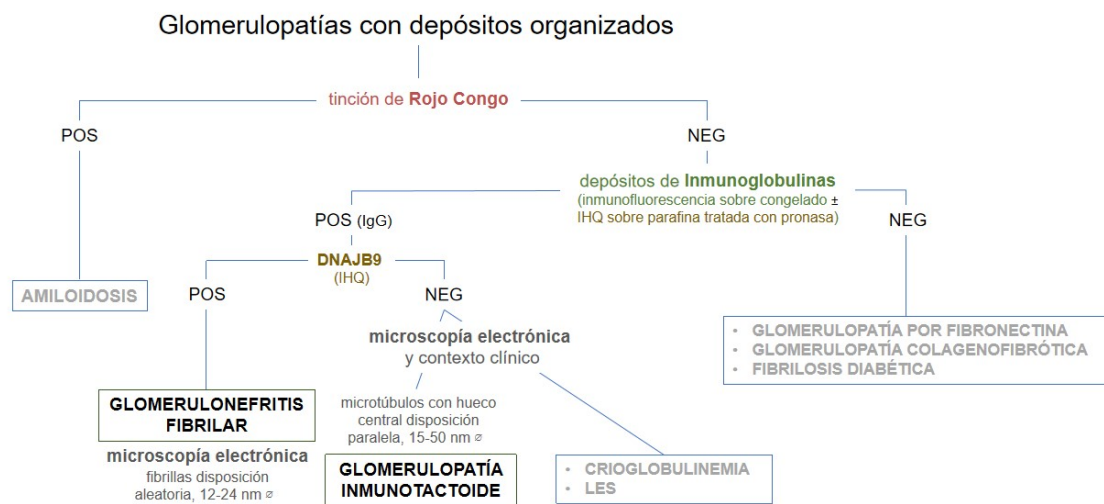 Glomerulopatías con depósitos organizados
tinción de Rojo Congo
POS
NEG
depósitos de Inmunoglobulinas
(inmunofluorescencia sobre congelado ±
IHQ sobre parafina tratada con pronasa)
POS (IgG)
NEG
DNAJB9
(IHQ)
AMILOIDOSIS
POS
NEG
microscopía electrónica
y contexto clínico
• GLOMERULOPATÍA POR FIBRONECTINA
• GLOMERULOPATÍA COLAGENOFIBRÓTICA
• FIBRILOSIS DIABÉTICA
GLOMERULONEFRITIS
FIBRILAR
microscopía electrónica
fibrillas disposición
aleatoria, 12-24 nm ⌀
microtúbulos con hueco
central disposición
paralela, 15-50 nm ⌀
GLOMERULOPATÍA
INMUNOTACTOIDE
• CRIOGLOBULINEMIA
• LES